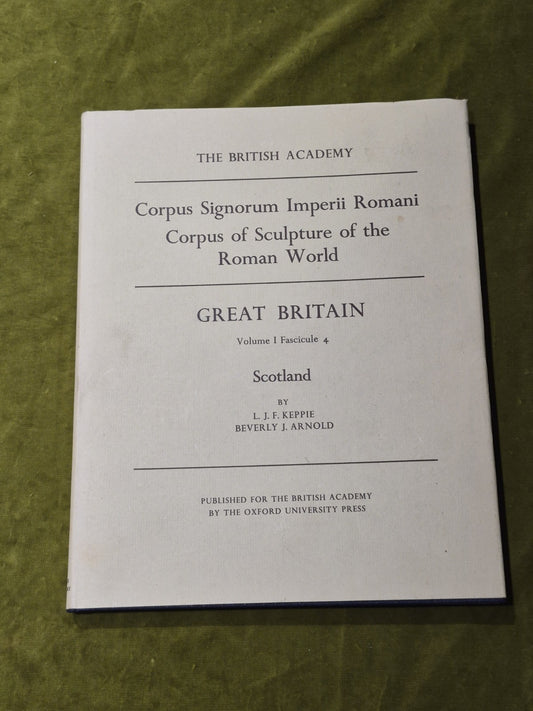 THE BRITISH ACADEMY
Corpus Signorum Imperii Romani
Corpus of Sculpture of the
Roman World
GREAT BRITAIN
Volume I Fascicule 4
Scotland
BY
L. J. F. KEPPIE
BEVERLY J. ARNOLD
PUBLISHED FOR THE BRITISH ACADEMY
BY THE OXFORD UNIVERSITY PRESS